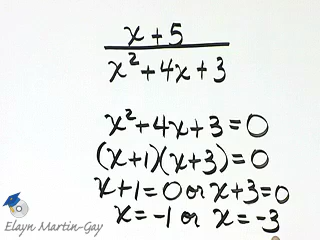 x + 5
x² + 4x + 3
x² + 4x + 3 = 0
(x + 1)(x + 3) = 0
x + 1 = 0 or x + 3 = 0
x = -1 or x = -3
Elayn Martin-Gay